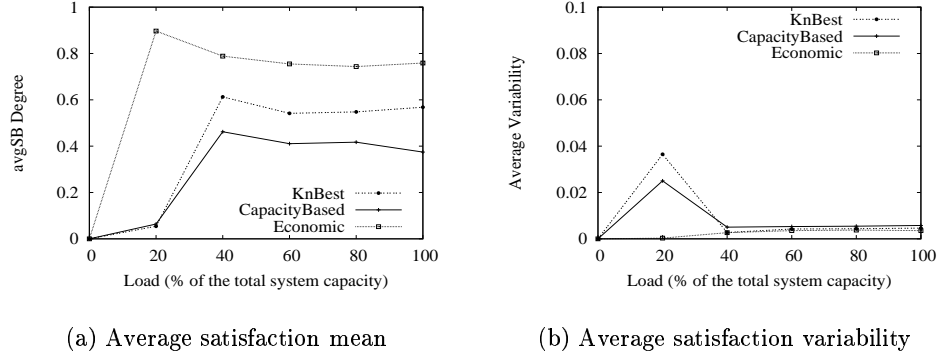 1
0.8
0.6
0.4
0.2
0
avgSB Degree
KnBest
CapacityBased
Economic
0 20 40 60 80 100
Load (% of the total system capacity)
(a) Average satisfaction mean
0.1
0.08
0.06
0.04
0.02
0
Average Variability
KnBest
CapacityBased
Economic
0 20 40 60 80 100
Load (% of the total system capacity)
(b) Average satisfaction variability